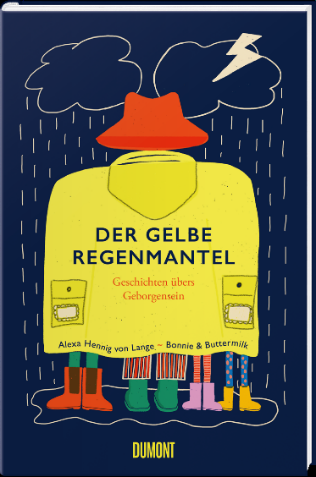 DER GELBE
REGENMANTEL
Geschichten übers
Geborgensein
Alexa Hennig von Lange ~ Bonnie & Buttermilk
DUMONT